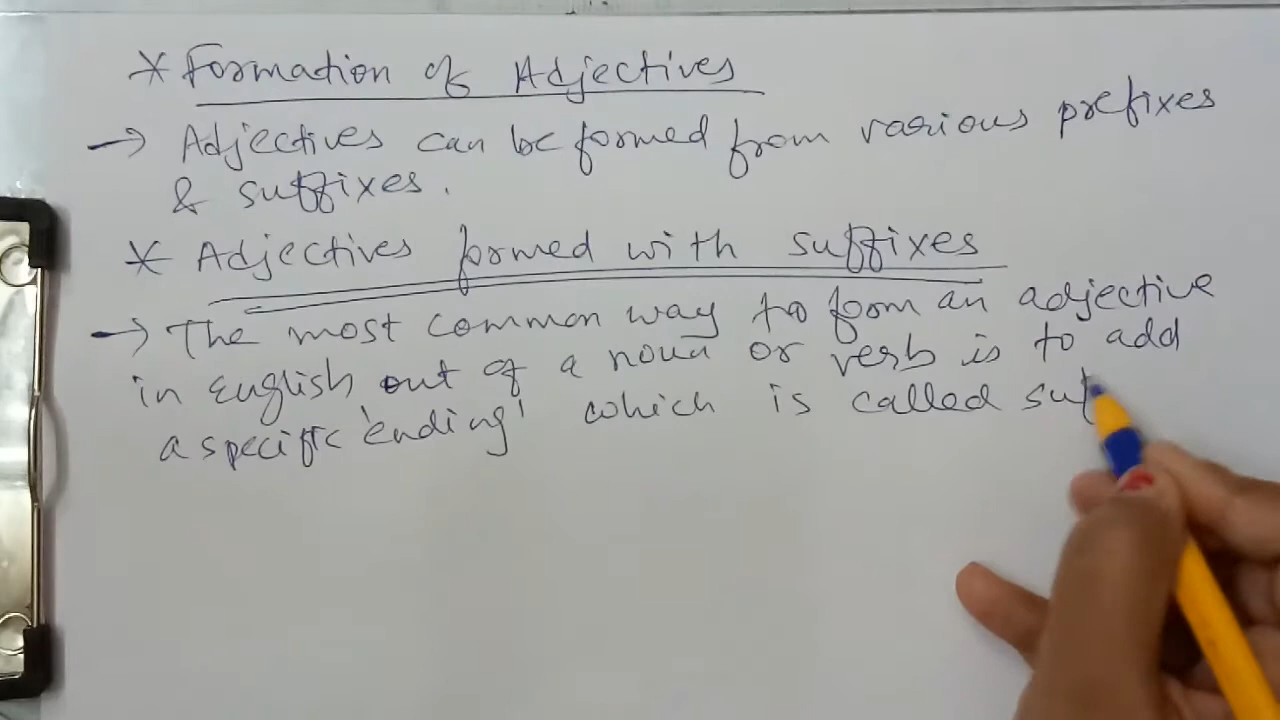 * Formation of Adjectives
→ Adjectives can be formed from various prefixes
& suffixes.
* Adjectives formed with suffixes
→ The most common way to form an adjective
in English out of a noun or verb is to add
a specific 'ending' which is called suf